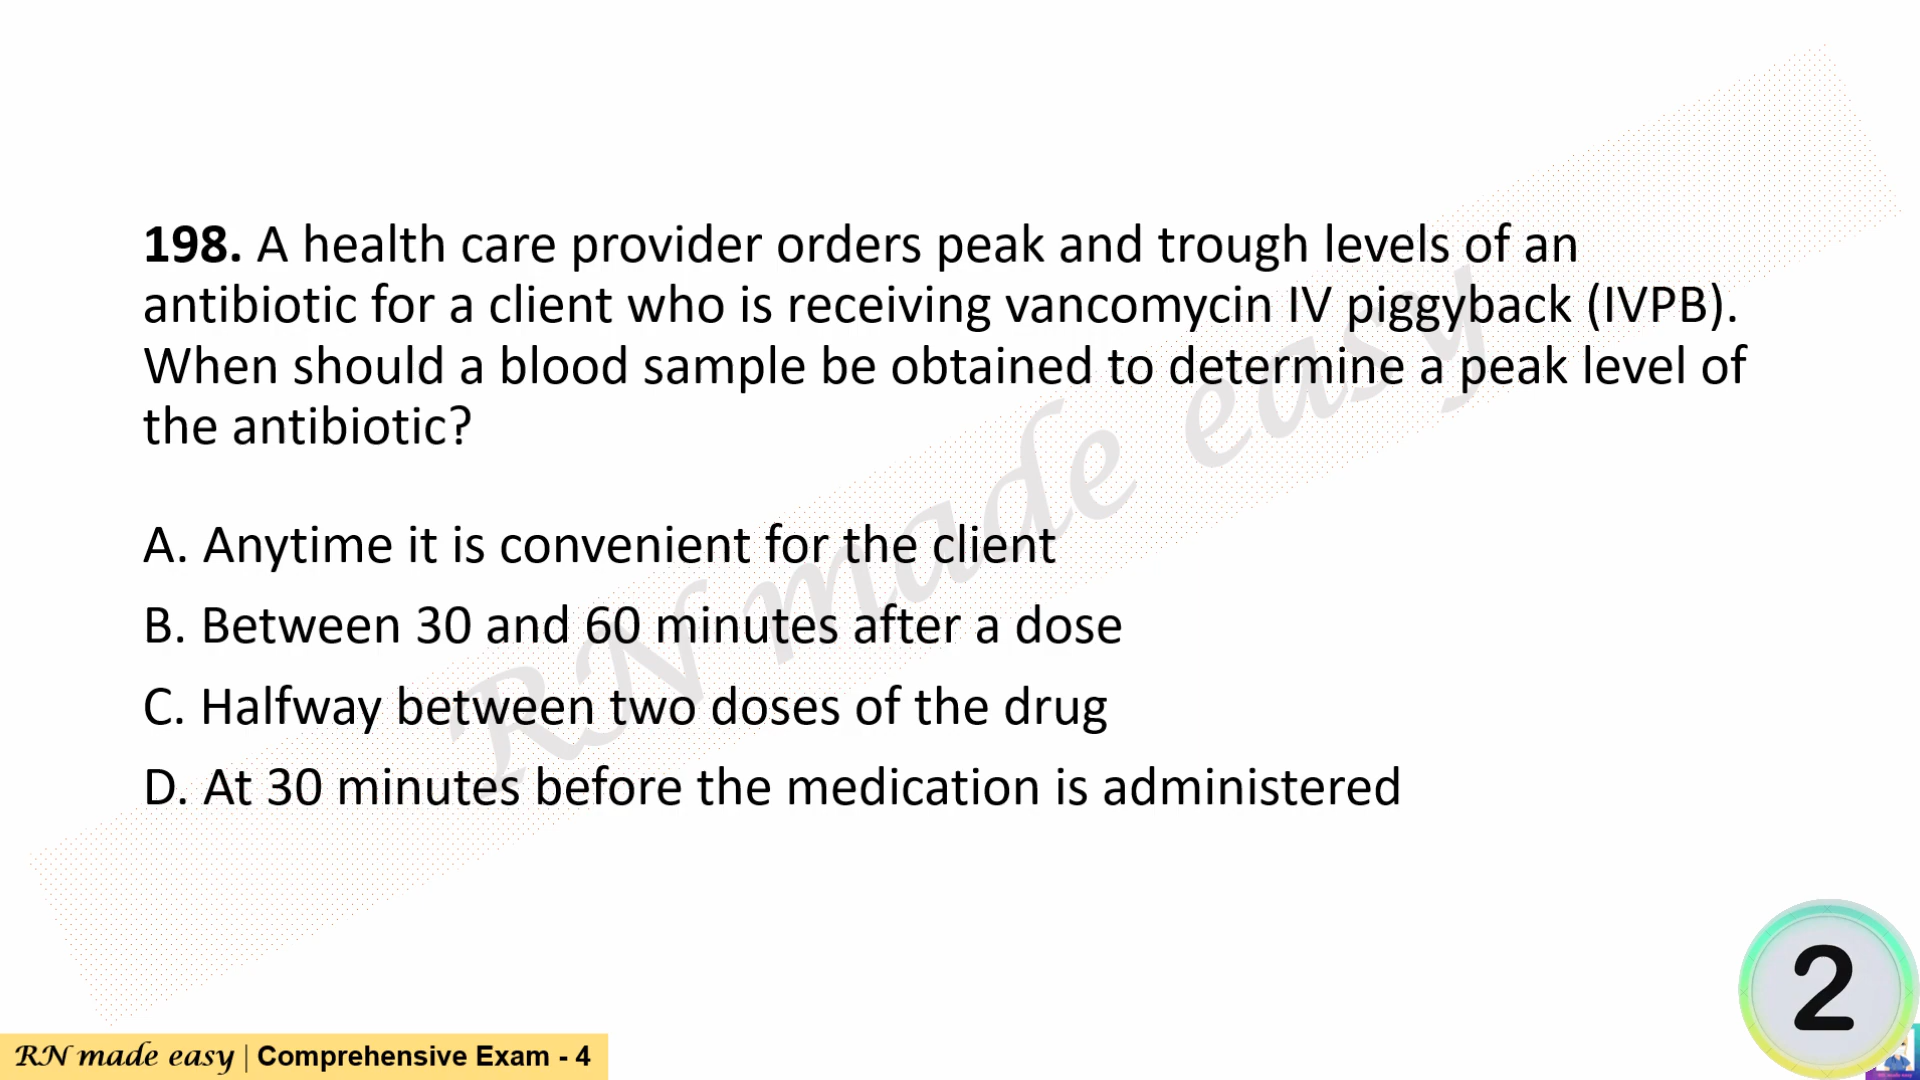 198. A health care provider orders peak and trough levels of an
antibiotic for a client who is receiving vancomycin IV piggyback (IVPB).
When should a blood sample be obtained to determine a peak level of
the antibiotic?
A. Anytime it is convenient for the client
B. Between 30 and 60 minutes after a dose
C. Halfway between two doses of the drug
D. At 30 minutes before the medication is administered
RN made easy
2
RN made easy | Comprehensive Exam - 4